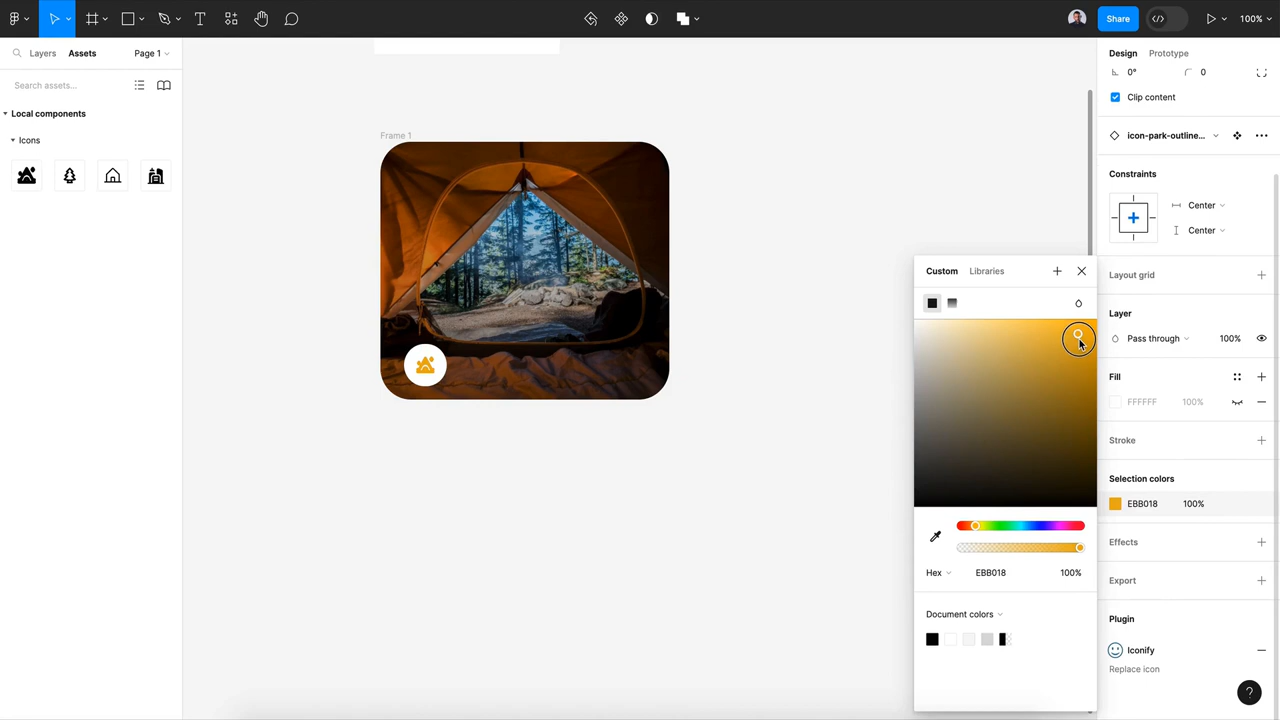 Share
100%
Layers
Assets
Page 1
Search assets...
Local components
Icons
Frame 1
Custom
Libraries
Hex
EBB018
100%
Document colors
Design
Prototype
0°
0
Clip content
icon-park-outline...
Constraints
Center
Center
Layout grid
Layer
Pass through
100%
Fill
FFFFFF
100%
Stroke
Selection colors
EBB018
100%
Effects
Export
Plugin
Iconify
Replace icon
?